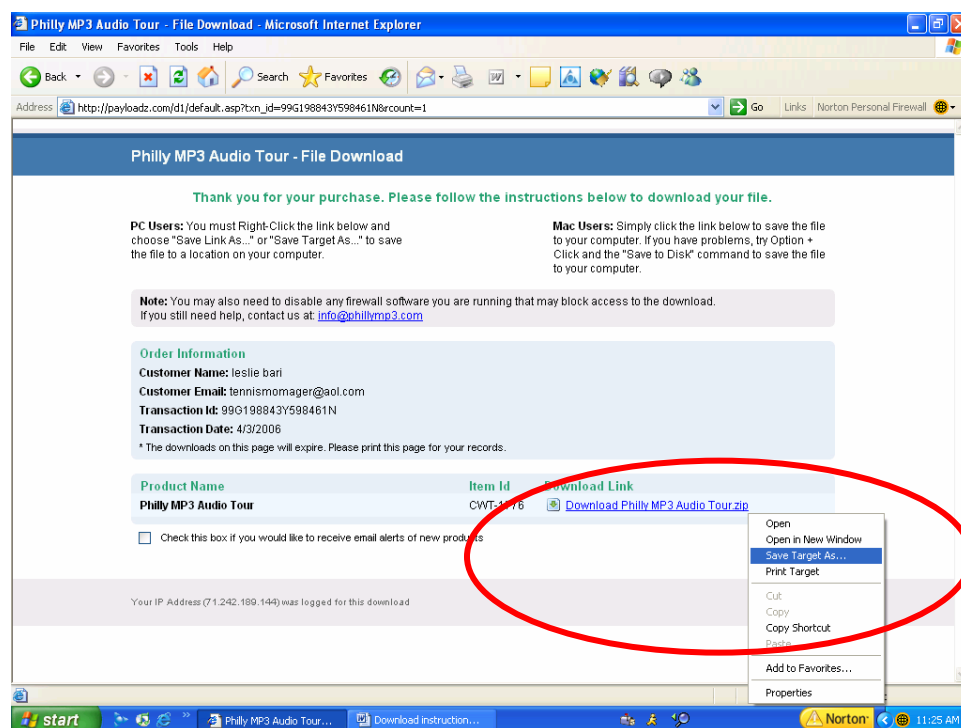 Philly MP3 Audio Tour - File Download - Microsoft Internet Explorer
File Edit View Favorites Tools Help
Back Search Favorites
Address http://payloadz.com/d1/default.asp?txn_id=99G198843Y598461N&rcount=1 Go Links Norton Personal Firewall
Philly MP3 Audio Tour - File Download
Thank you for your purchase. Please follow the instructions below to download your file.
PC Users: You must Right-Click the link below and
choose "Save Link As..." or "Save Target As..." to save
the file to a location on your computer.
Mac Users: Simply click the link below to save the file
to your computer. If you have problems, try Option +
Click and the "Save to Disk" command to save the file
to your computer.
Note: You may also need to disable any firewall software you are running that may block access to the download.
If you still need help, contact us at: info@phillymp3.com
Order Information
Customer Name: leslie bari
Customer Email: tennismomager@aol.com
Transaction Id: 99G198843Y598461N
Transaction Date: 4/3/2006
* The downloads on this page will expire. Please print this page for your records.
Product Name Item Id Download Link
Philly MP3 Audio Tour CWT-1776 Download Philly MP3 Audio Tour.zip
Check this box if you would like to receive email alerts of new products
Your IP Address (71.242.189.144) was logged for this download
Open
Open in New Window
Save Target As...
Print Target
Cut
Copy
Copy Shortcut
Paste
Add to Favorites...
Properties
start Philly MP3 Audio Tour... Download instruction... Norton 11:25 AM